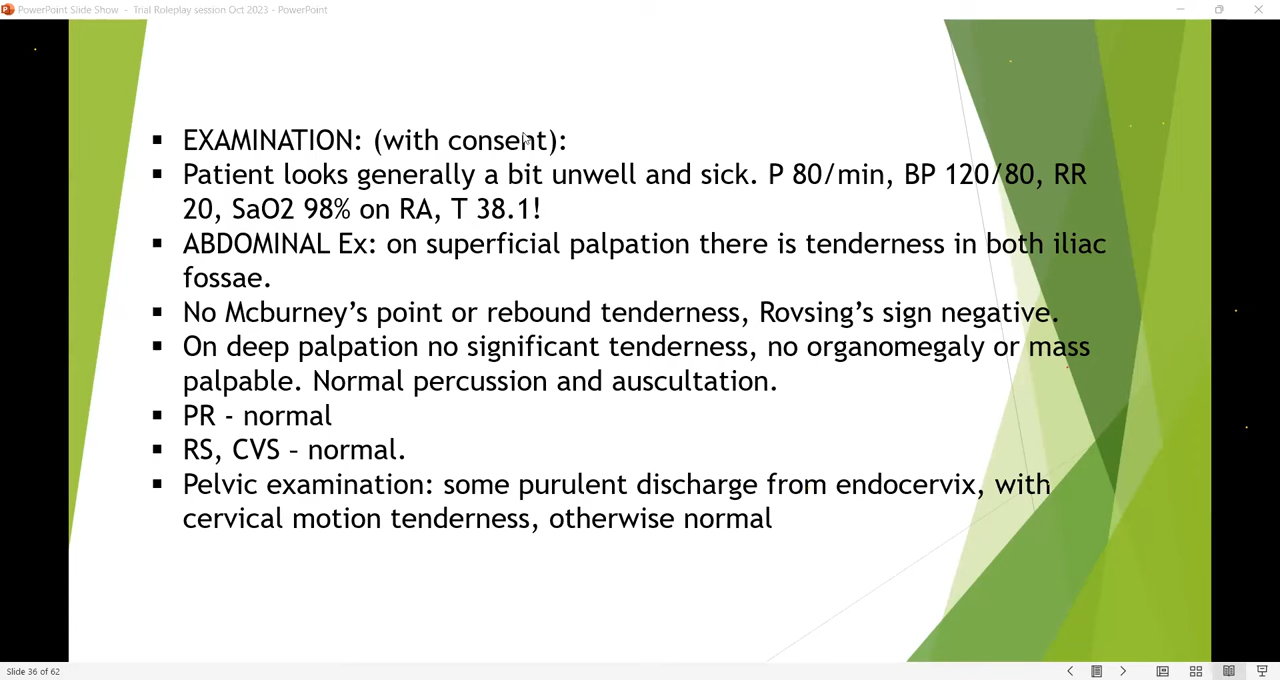 PowerPoint Slide Show - Trial Roleplay session Oct 2023 - PowerPoint
▪ EXAMINATION: (with consent):
▪ Patient looks generally a bit unwell and sick. P 80/min, BP 120/80, RR
20, SaO2 98% on RA, T 38.1!
▪ ABDOMINAL Ex: on superficial palpation there is tenderness in both iliac
fossae.
▪ No Mcburney’s point or rebound tenderness, Rovsing’s sign negative.
▪ On deep palpation no significant tenderness, no organomegaly or mass
palpable. Normal percussion and auscultation.
▪ PR - normal
▪ RS, CVS – normal.
▪ Pelvic examination: some purulent discharge from endocervix, with
cervical motion tenderness, otherwise normal
Slide 36 of 62